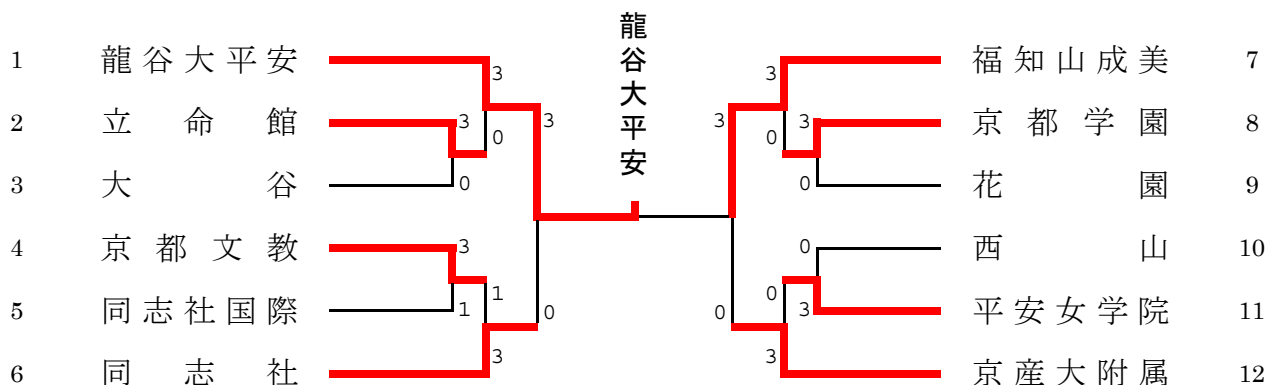 龍谷大平安
1 龍谷大平安 3 3 福知山成美 7
2 立命館 3 0 3 3 0 3 京都学園 8
3 大谷 0 0 花園 9
4 京都文教 3 0 西山 10
5 同志社国際 1 1 0 0 0 3 平安女学院 11
6 同志社 3 3 京産大附属 12